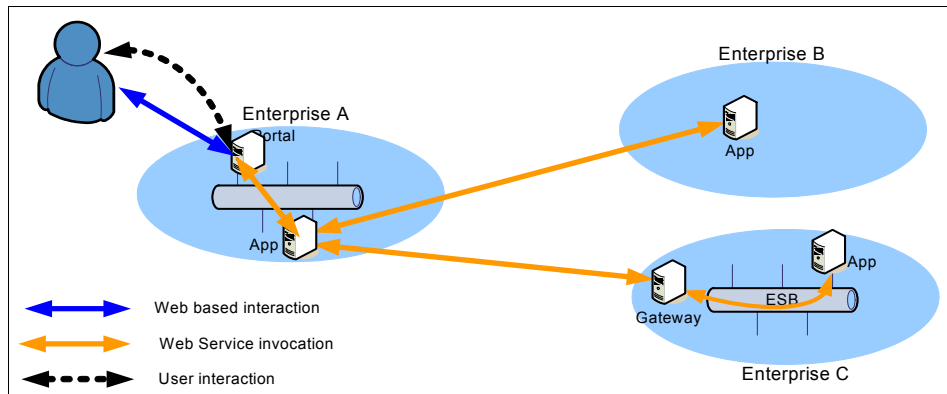 Enterprise B
Enterprise A
Portal
App
App
App
ESB
Gateway
Web based interaction
Web Service invocation
User interaction
Enterprise C